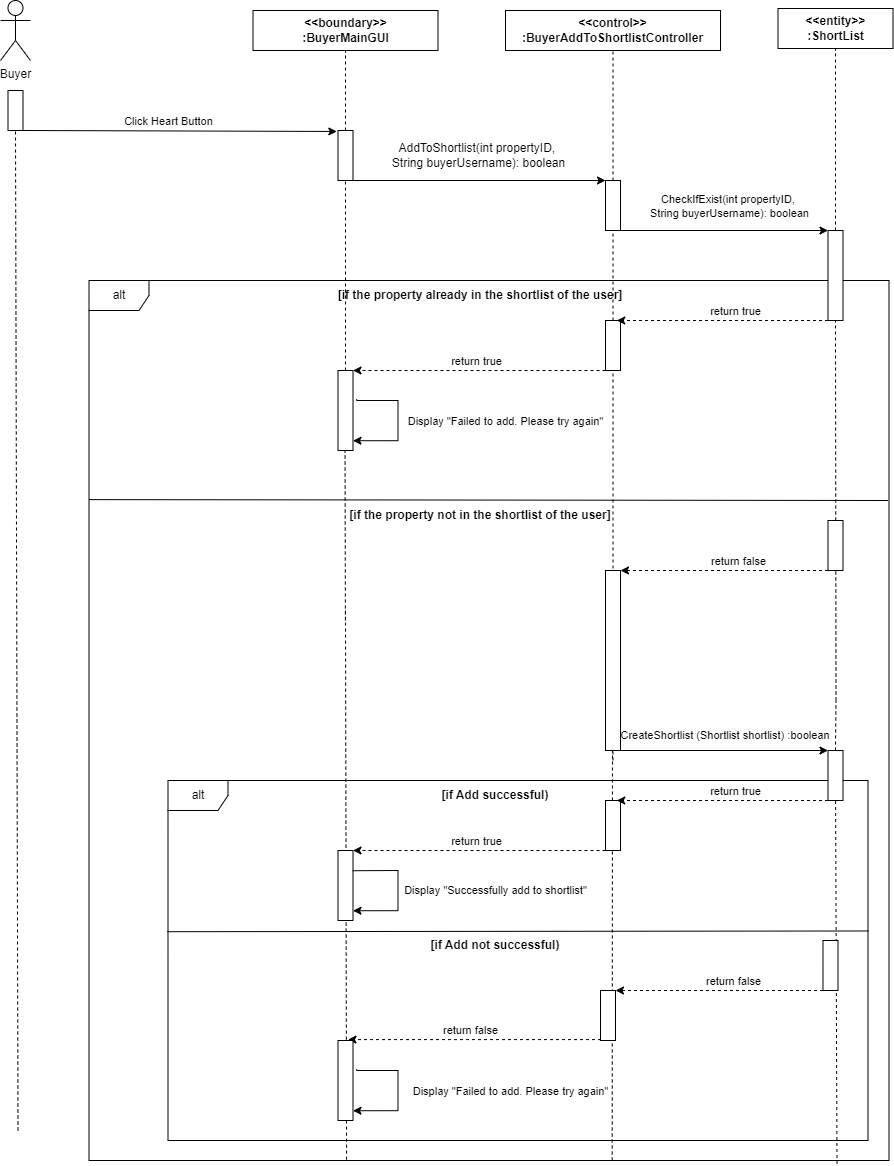 <<boundary>>
:BuyerMainGUI
<<control>>
:BuyerAddToShortlistController
<<entity>>
:ShortList
Buyer
Click Heart Button
AddToShortlist(int propertyID,
String buyerUsername): boolean
CheckIfExist(int propertyID,
String buyerUsername): boolean
alt
[if the property already in the shortlist of the user]
return true
return true
Display "Failed to add. Please try again"
[if the property not in the shortlist of the user]
return false
CreateShortlist (Shortlist shortlist) :boolean
alt
[if Add successful)
return true
return true
Display "Successfully add to shortlist"
[if Add not successful)
return false
return false
Display "Failed to add. Please try again"